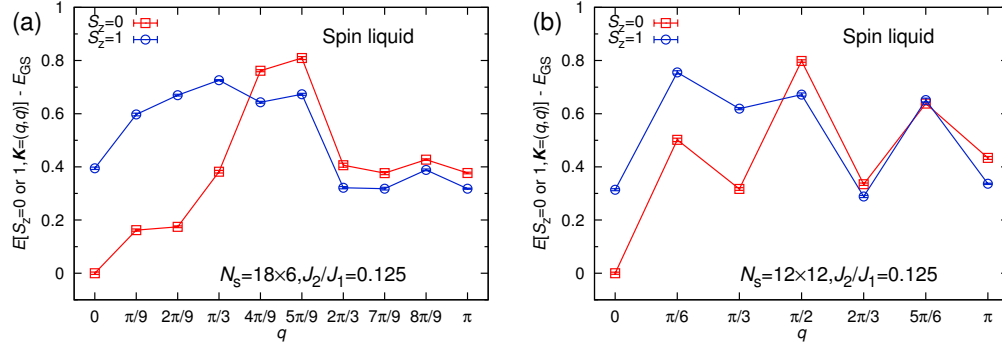 (a)
S_z=0
S_z=1
Spin liquid
E[S_z=0 or 1,K=(q,q)] - E_GS
1
0.8
0.6
0.4
0.2
0
N_s=18×6,J_2/J_1=0.125
0 π/9 2π/9 π/3 4π/9 5π/9 2π/3 7π/9 8π/9 π
q
(b)
S_z=0
S_z=1
Spin liquid
E[S_z=0 or 1,K=(q,q)] - E_GS
1
0.8
0.6
0.4
0.2
0
N_s=12×12,J_2/J_1=0.125
0 π/6 π/3 π/2 2π/3 5π/6 π
q